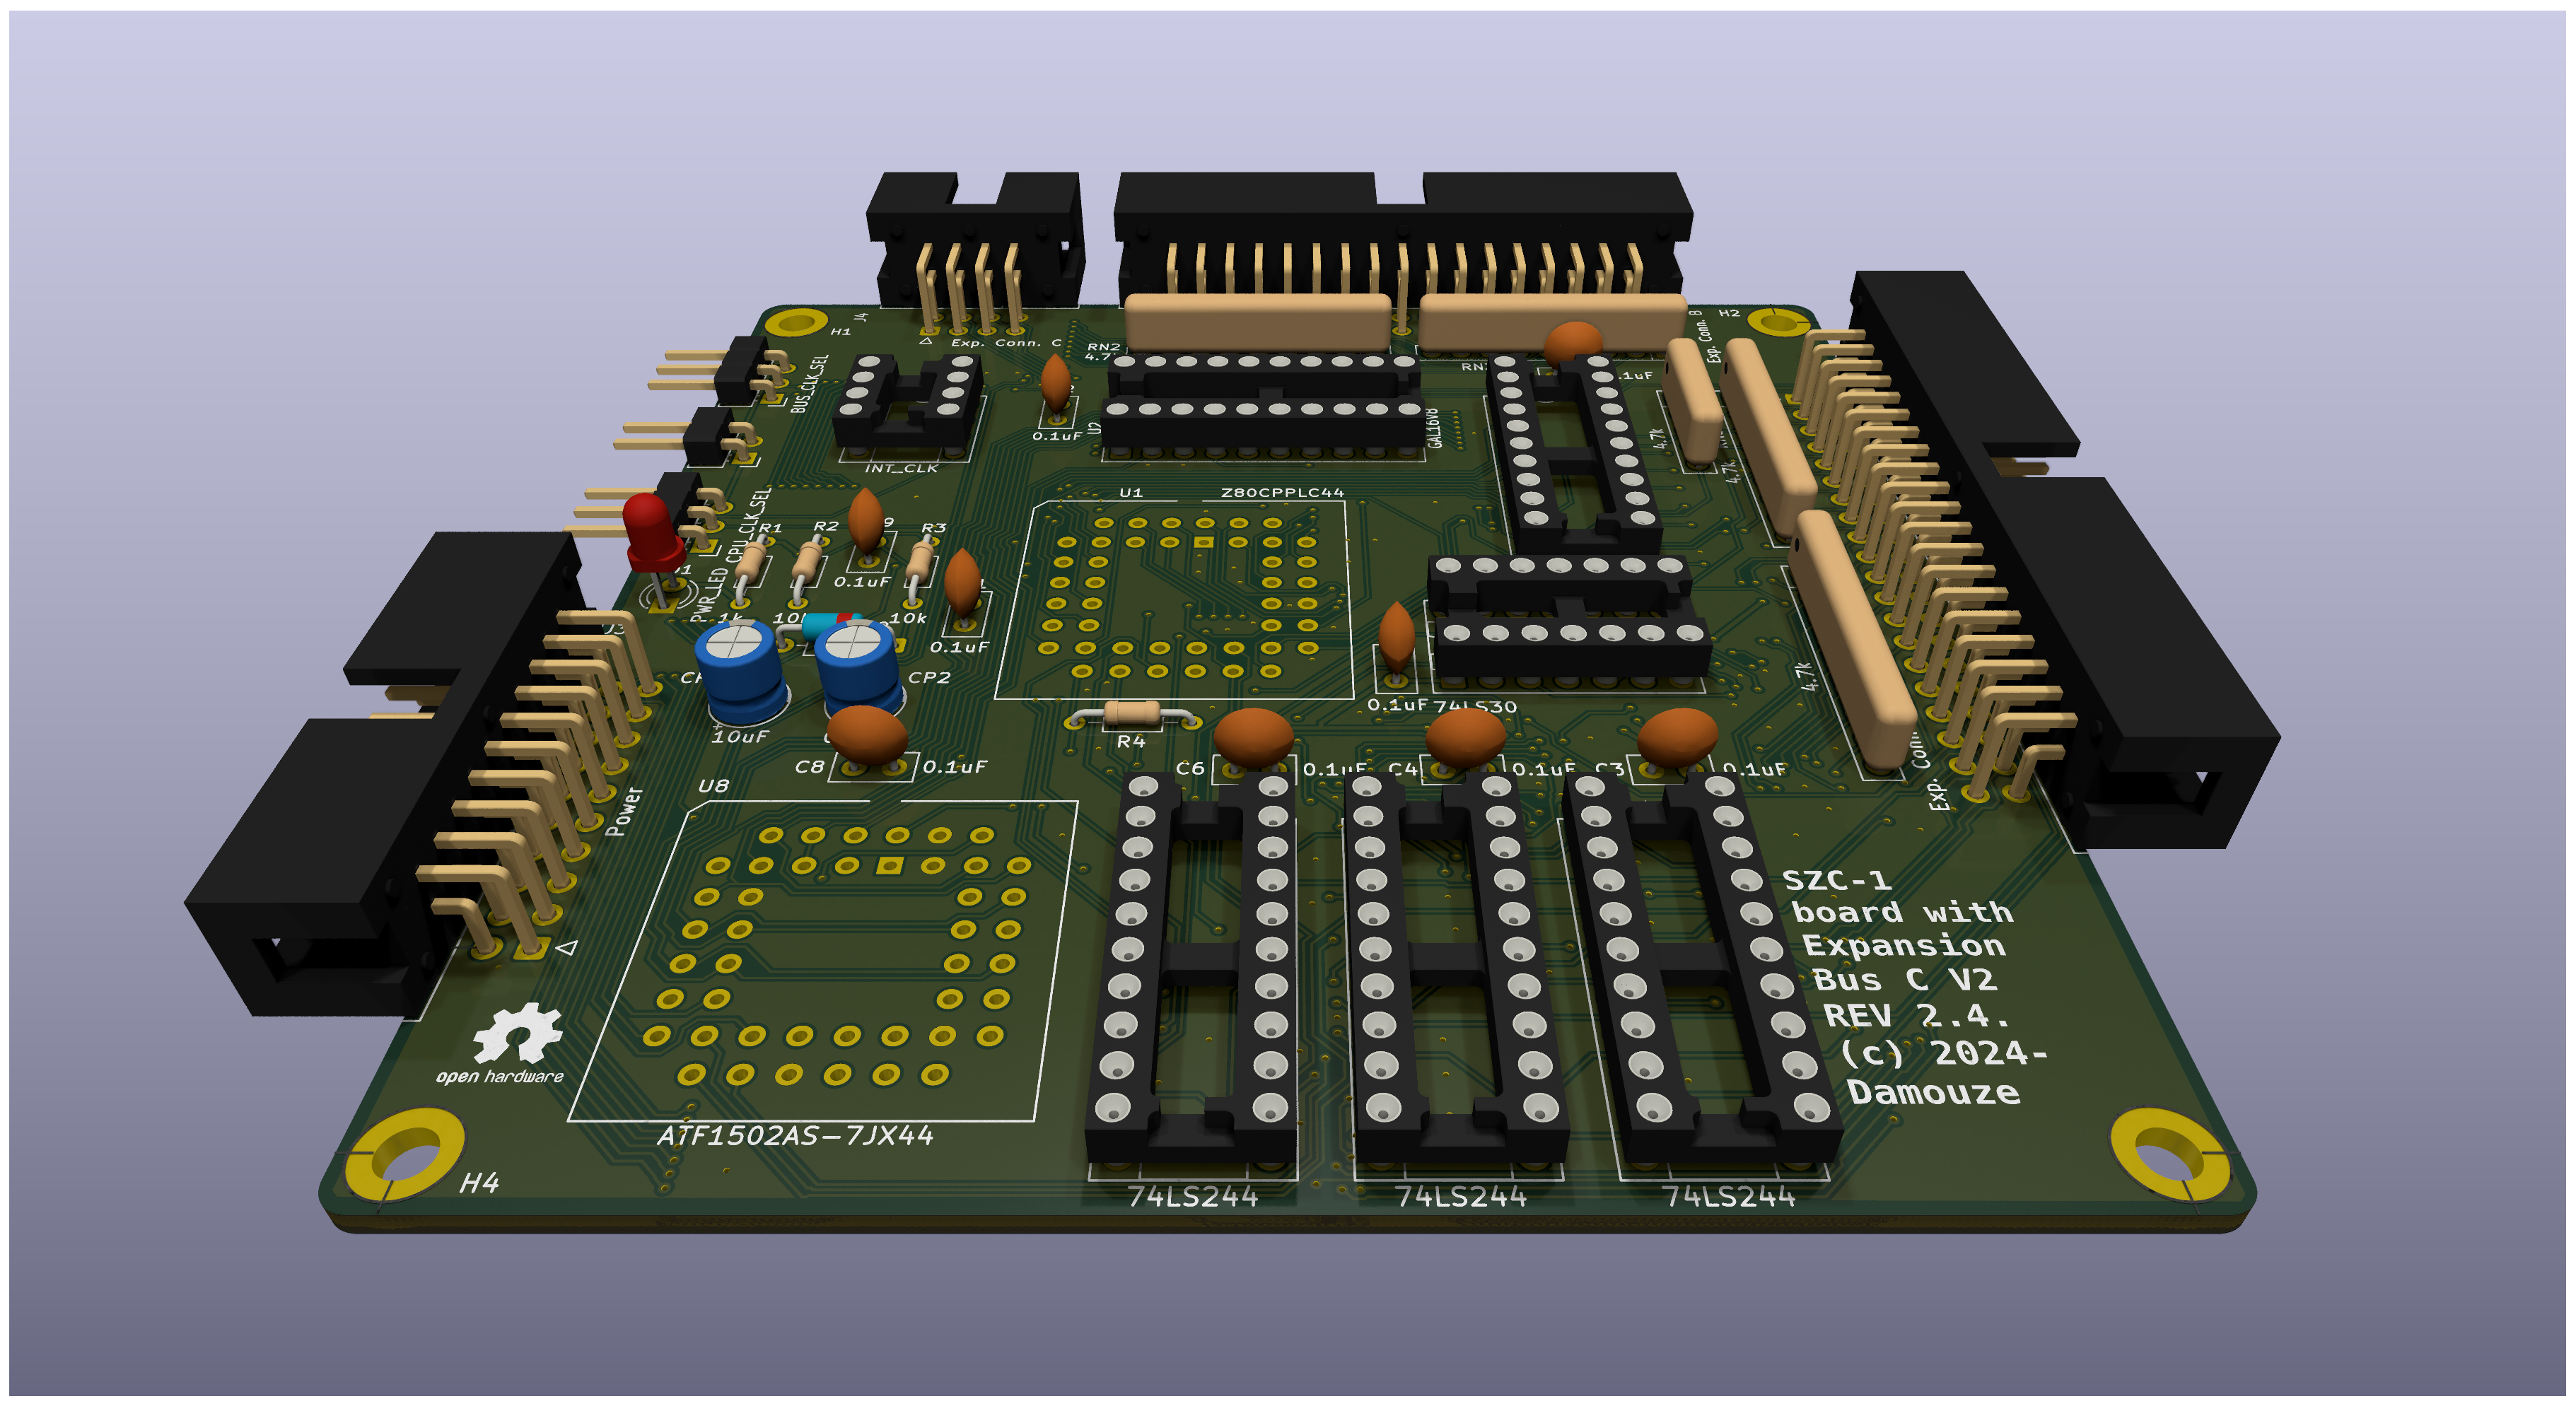 J4
H1
Exp. Conn. C
H2
Exp. Conn. B
BUS_CLK_SEL
RN2
0.1uF
U2
GAL16V8
4.7k
4.7k
INT_CLK
CPU_CLK_SEL
U1
Z80CPPLC44
R1
R2
R3
0.1uF
PWR_LED
1k
10k
0.1uF
CP2
4.7k
0.1uF
74LS30
10uF
R4
C8
0.1uF
C6
0.1uF
C4
0.1uF
C3
0.1uF
U8
Power
Exp.
SZC-1
board with
Expansion
Bus C V2
REV 2.4.
(c) 2024-
Damouze
open hardware
ATF1502AS-7JX44
H4
74LS244
74LS244
74LS244